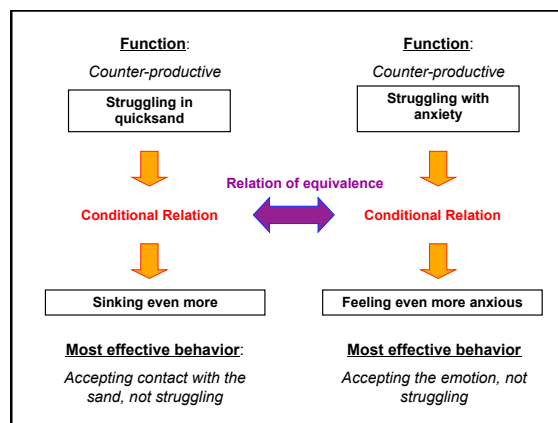 Function:
Counter-productive
Struggling in
quicksand
Conditional Relation
Sinking even more
Most effective behavior:
Accepting contact with the
sand, not struggling
Relation of equivalence
Function:
Counter-productive
Struggling with
anxiety
Conditional Relation
Feeling even more anxious
Most effective behavior
Accepting the emotion, not
struggling